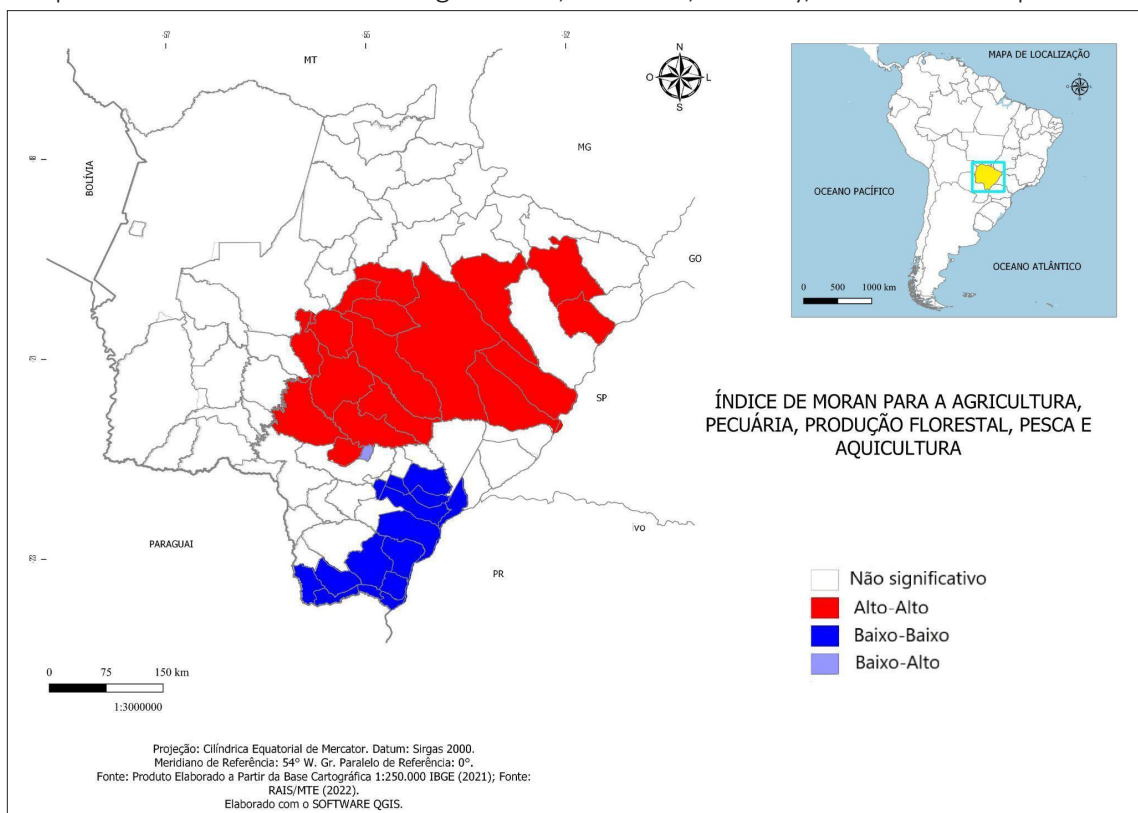 57
55
52
N
O
L
S
MT
MG
BOLÍVIA
GO
SP
PARAGUAI
PR
0 75 150 km
1:3000000
MAPA DE LOCALIZAÇÃO
OCEANO PACÍFICO
OCEANO ATLÂNTICO
0 500 1000 km
ÍNDICE DE MORAN PARA A AGRICULTURA,
PECUÁRIA, PRODUÇÃO FLORESTAL, PESCA E
AQUICULTURA
Não significativo
Alto-Alto
Baixo-Baixo
Baixo-Alto
Projeção: Cilíndrica Equatorial de Mercator. Datum: Sirgas 2000.
Meridiano de Referência: 54° W. Gr. Paralelo de Referência: 0°.
Fonte: Produto Elaborado a Partir da Base Cartográfica 1:250.000 IBGE (2021); Fonte:
RAIS/MTE (2022).
Elaborado com o SOFTWARE QGIS.